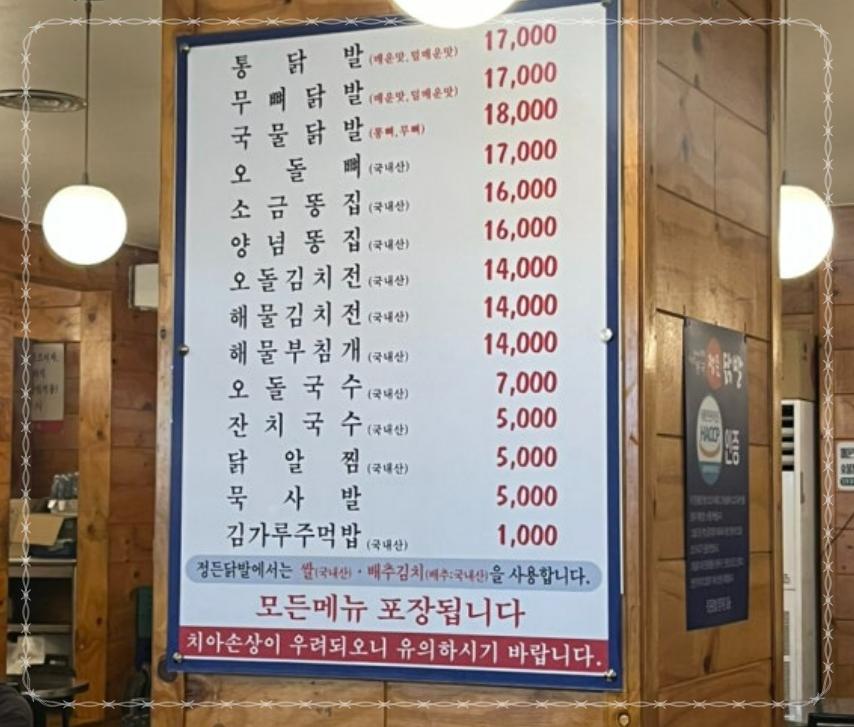 통 닭 발 (매운맛,덜매운맛) 17,000
무 뼈 닭 발 (매운맛,덜매운맛) 17,000
국 물 닭 발 (통뼈,무뼈) 18,000
오 돌 뼈 (국내산) 17,000
소 금 똥 집 (국내산) 16,000
양 념 똥 집 (국내산) 16,000
오 돌 김 치 전 (국내산) 14,000
해 물 김 치 전 (국내산) 14,000
해 물 부 침 개 (국내산) 14,000
오 돌 국 수 (국내산) 7,000
잔 치 국 수 (국내산) 5,000
닭 알 찜 (국내산) 5,000
묵 사 발 5,000
김가루주먹밥 (국내산) 1,000
정든닭발에서는 쌀(국내산)·배추김치(배추:국내산)을 사용합니다.
모든메뉴 포장됩니다
치아손상이 우려되오니 유의하시기 바랍니다.
닭발
HACCP
인증